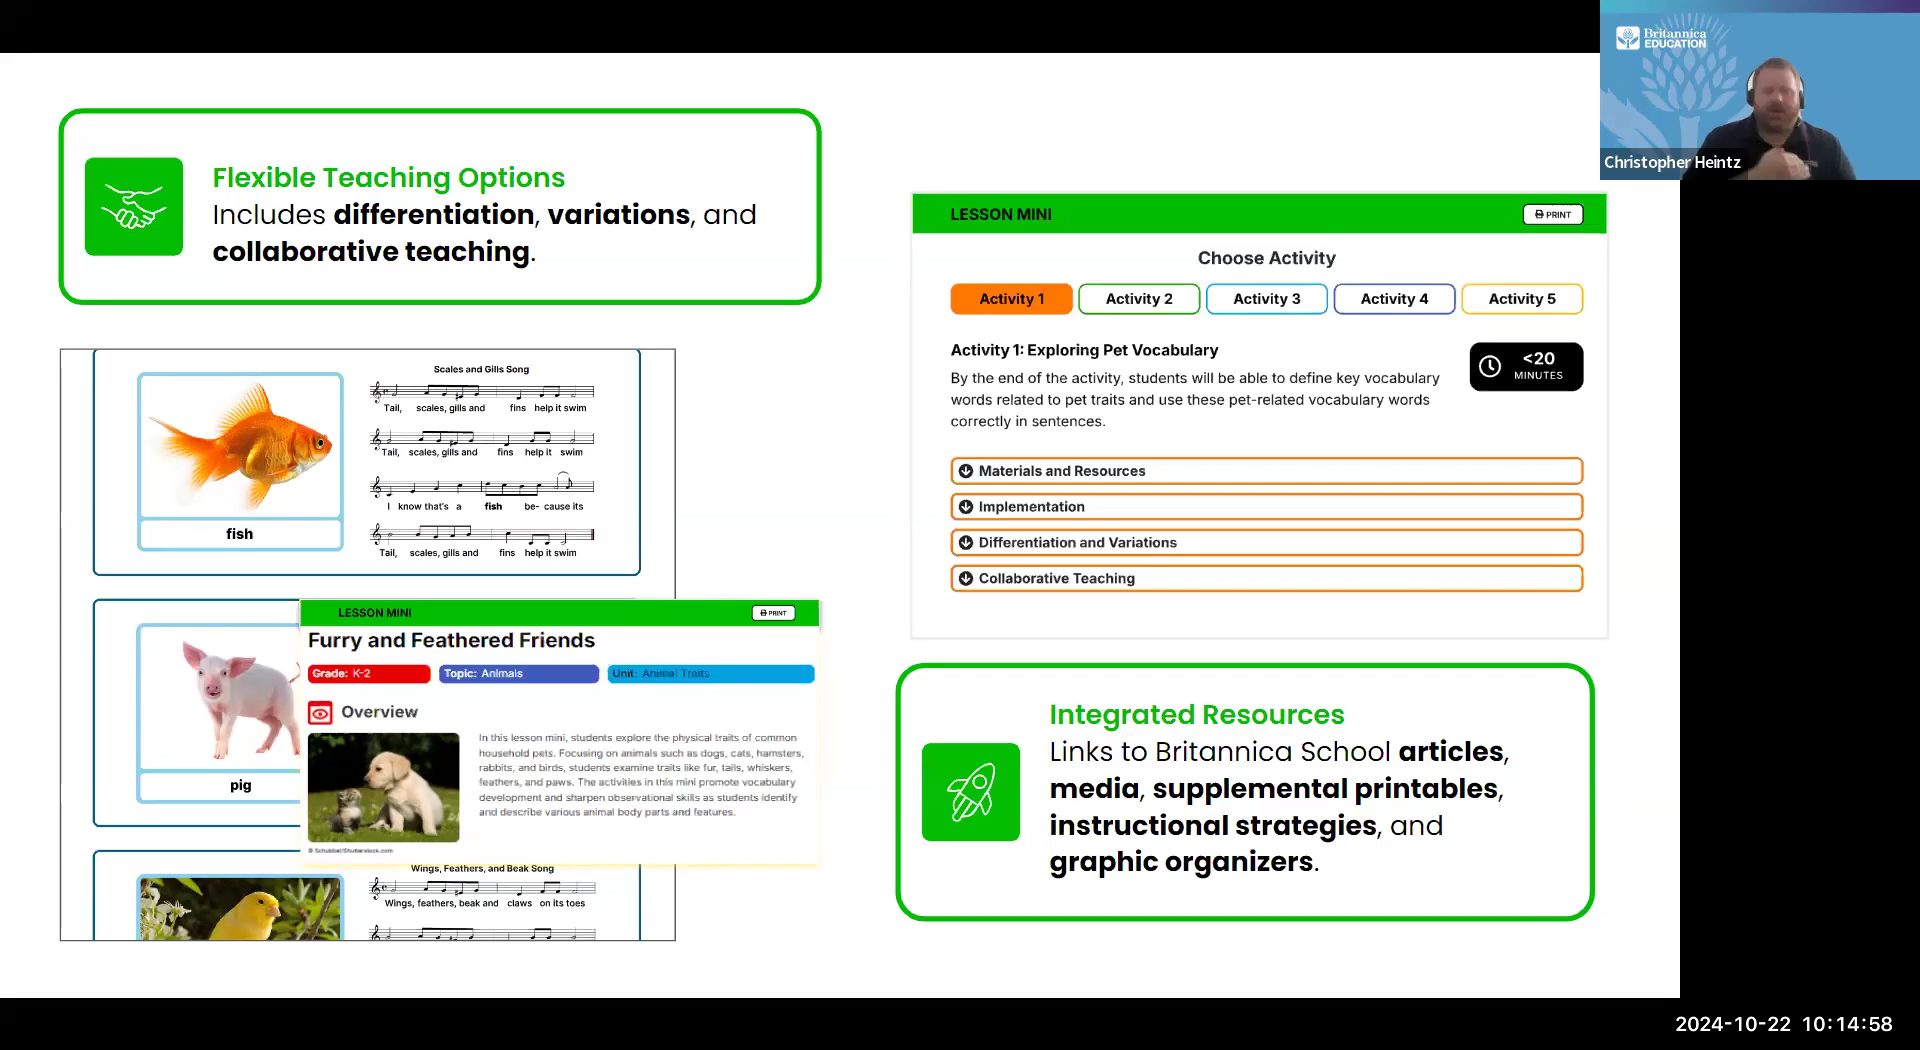 Britannica
EDUCATION
Christopher Heintz
Flexible Teaching Options
Includes differentiation, variations, and
collaborative teaching.
Scales and Gills Song
Tail, scales, gills and fins help it swim
Tail, scales, gills and fins help it swim
I know that's a fish be- cause its
Tail, scales, gills and fins help it swim
fish
pig
LESSON MINI
PRINT
Furry and Feathered Friends
Grade: K-2
Topic: Animals
Unit: Animal Traits
Overview
In this lesson mini, students explore the physical traits of common
household pets. Focusing on animals such as dogs, cats, hamsters,
rabbits, and birds, students examine traits like fur, tails, whiskers,
feathers, and paws. The activities in this mini promote vocabulary
development and sharpen observational skills as students identify
and describe various animal body parts and features.
© Schubbel/Shutterstock.com
Wings, Feathers, and Beak Song
Wings, feathers, beak and claws on its toes
LESSON MINI
PRINT
Choose Activity
Activity 1
Activity 2
Activity 3
Activity 4
Activity 5
Activity 1: Exploring Pet Vocabulary
By the end of the activity, students will be able to define key vocabulary
words related to pet traits and use these pet-related vocabulary words
correctly in sentences.
<20
MINUTES
Materials and Resources
Implementation
Differentiation and Variations
Collaborative Teaching
Integrated Resources
Links to Britannica School articles,
media, supplemental printables,
instructional strategies, and
graphic organizers.
2024-10-22 10:14:58